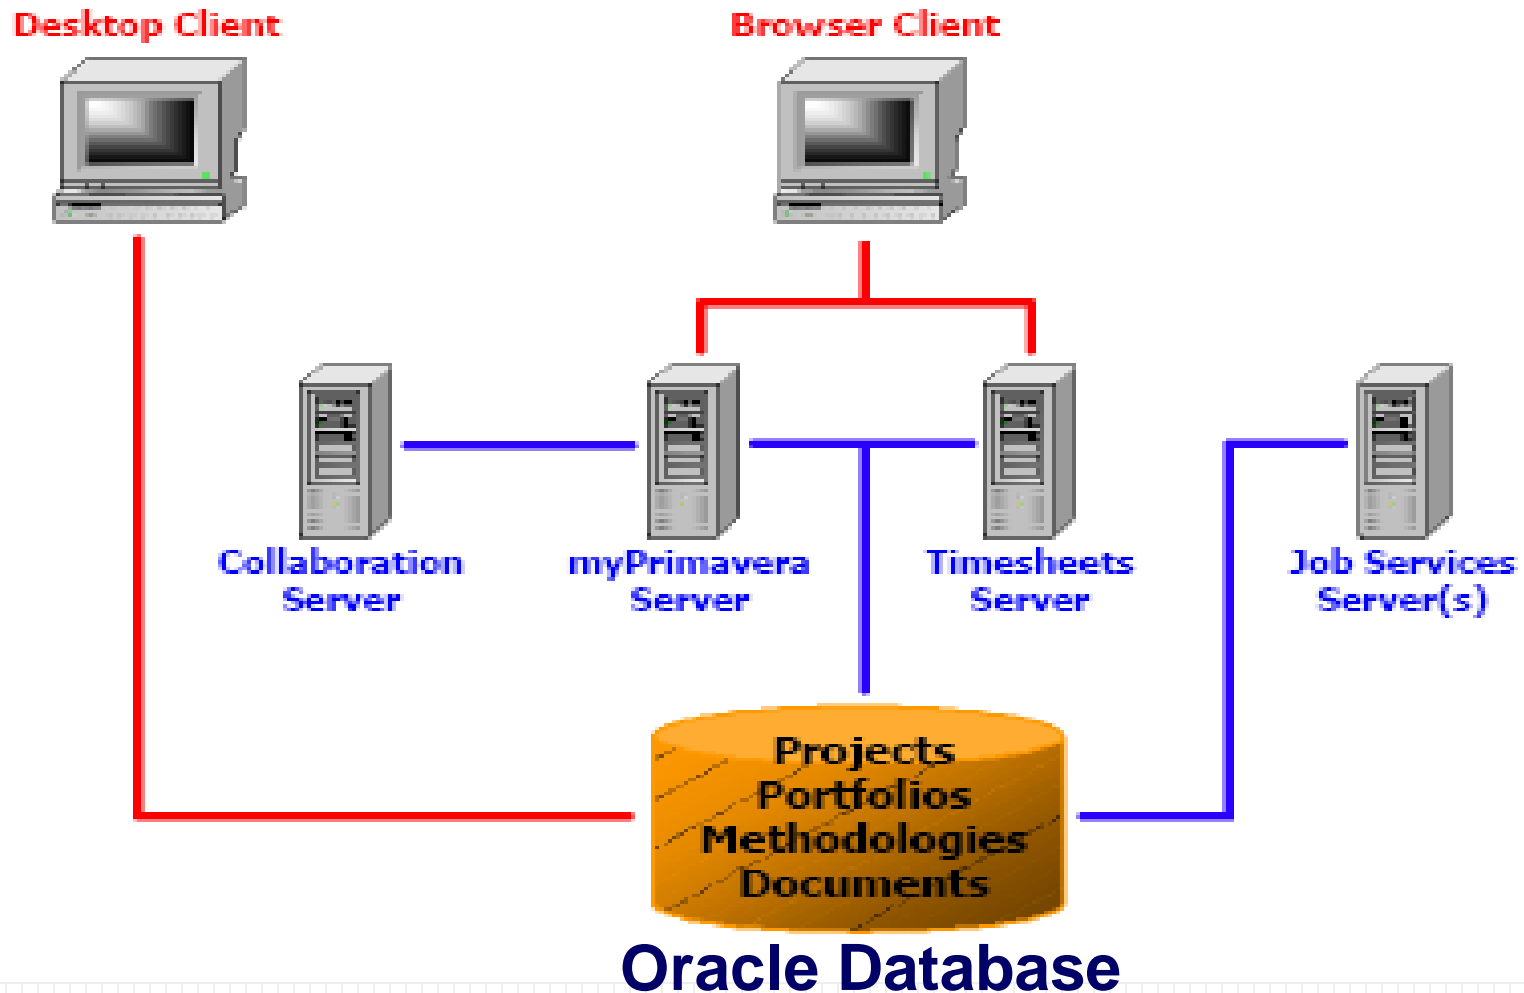 Desktop Client
Browser Client
Collaboration
Server
myPrimavera
Server
Timesheets
Server
Job Services
Server(s)
Projects
Portfolios
Methodologies
Documents
Oracle Database